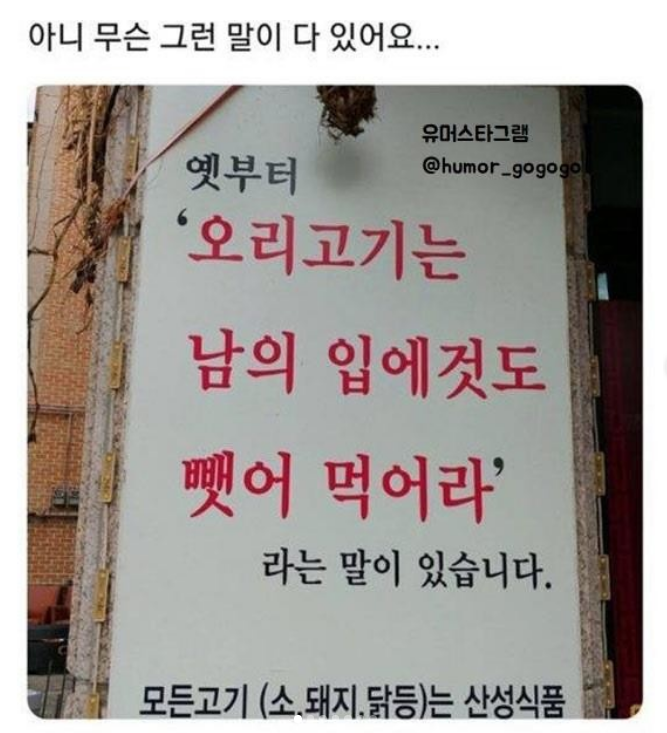 아니 무슨 그런 말이 다 있어요...
유머스타그램
@humor_gogogo
옛부터
'오리고기는
남의 입에것도
뺏어 먹어라'
라는 말이 있습니다.
모든고기 (소.돼지.닭등)는 산성식품